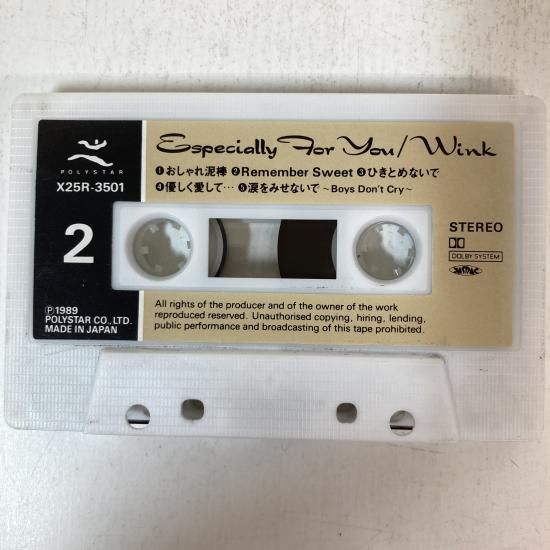 Especially For You/Wink
POLYSTAR
X25R-3501
❶おしゃれ泥棒 ❷Remember Sweet ❸ひきとめないで
❹優しく愛して… ❺涙をみせないで ~Boys Don't Cry~
2
STEREO
DOLBY SYSTEM
Ⓟ1989
POLYSTAR CO., LTD.
MADE IN JAPAN
All rights of the producer and of the owner of the work
reproduced reserved. Unauthorised copying, hiring, lending,
public performance and broadcasting of this tape prohibited.
JASRAC